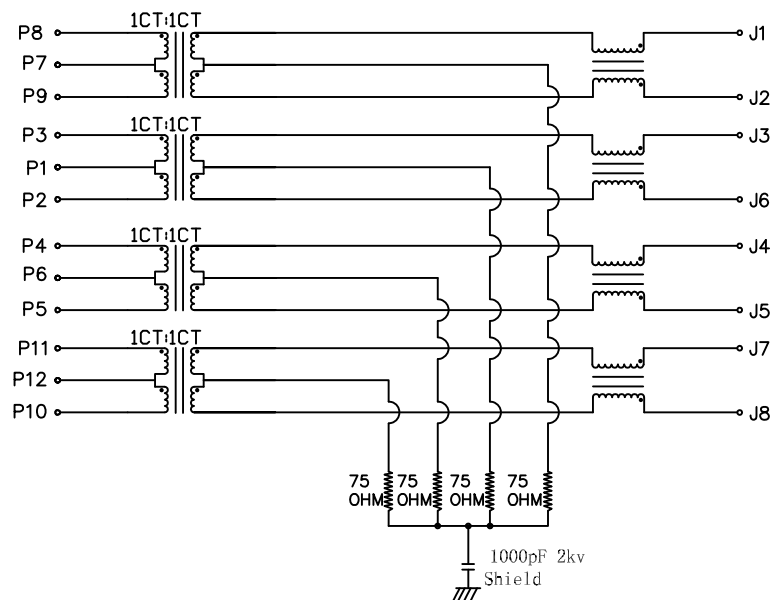 1CT:1CT
P8
J1
P7
P9
J2
1CT:1CT
P3
J3
P1
P2
J6
1CT:1CT
P4
J4
P6
P5
J5
1CT:1CT
P11
J7
P12
P10
J8
75 75 75 75
OHM OHM OHM OHM
1000pF 2kv
Shield